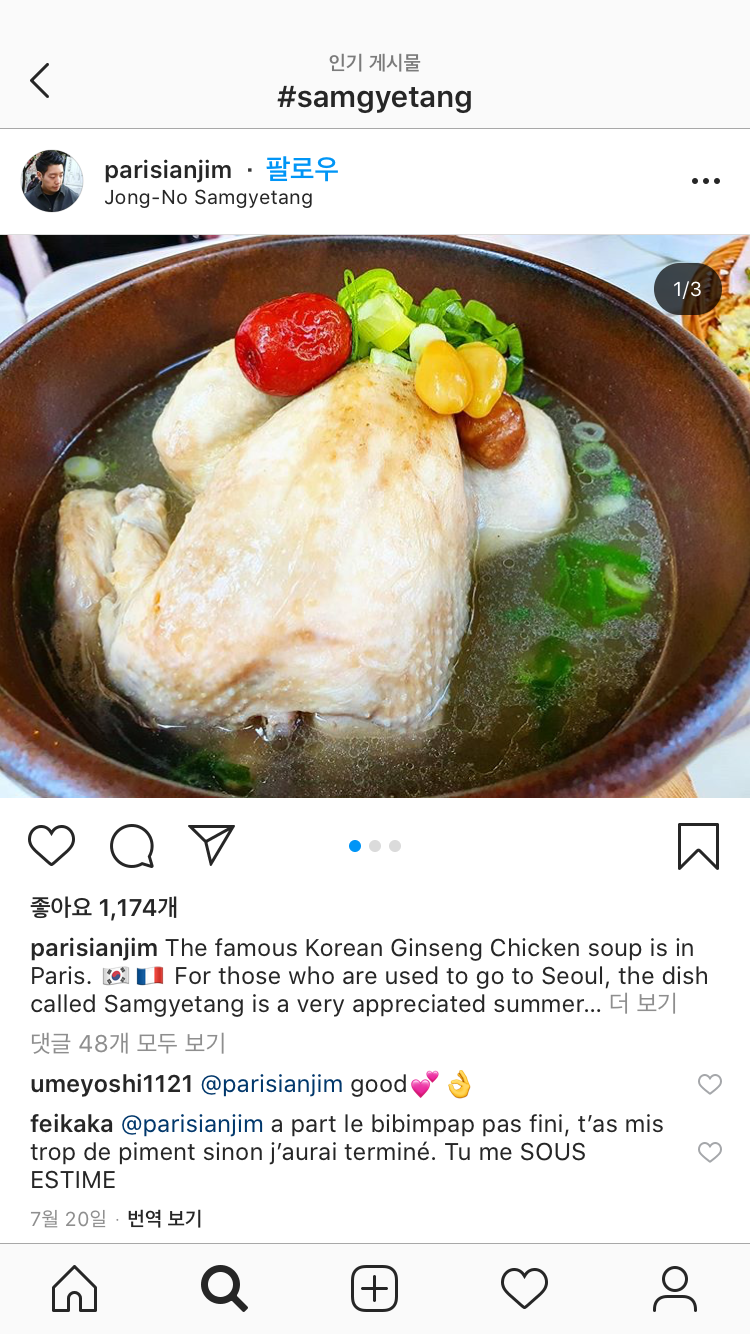 인기 게시물
#samgyetang
parisianjim · 팔로우
Jong-No Samgyetang
1/3
좋아요 1,174개
parisianjim The famous Korean Ginseng Chicken soup is in
Paris. 🇰🇷 🇫🇷 For those who are used to go to Seoul, the dish
called Samgyetang is a very appreciated summer... 더 보기
댓글 48개 모두 보기
umeyoshi1121 @parisianjim good💕 👌
feikaka @parisianjim a part le bibimpap pas fini, t’as mis
trop de piment sinon j’aurai terminé. Tu me SOUS
ESTIME
7월 20일 · 번역 보기